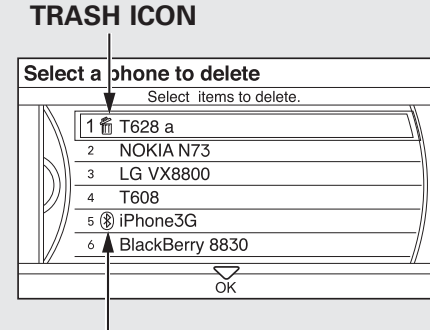 TRASH ICON
Select a phone to delete
Select items to delete.
1 T628 a
2 NOKIA N73
3 LG VX8800
4 T608
5 iPhone3G
6 BlackBerry 8830
OK